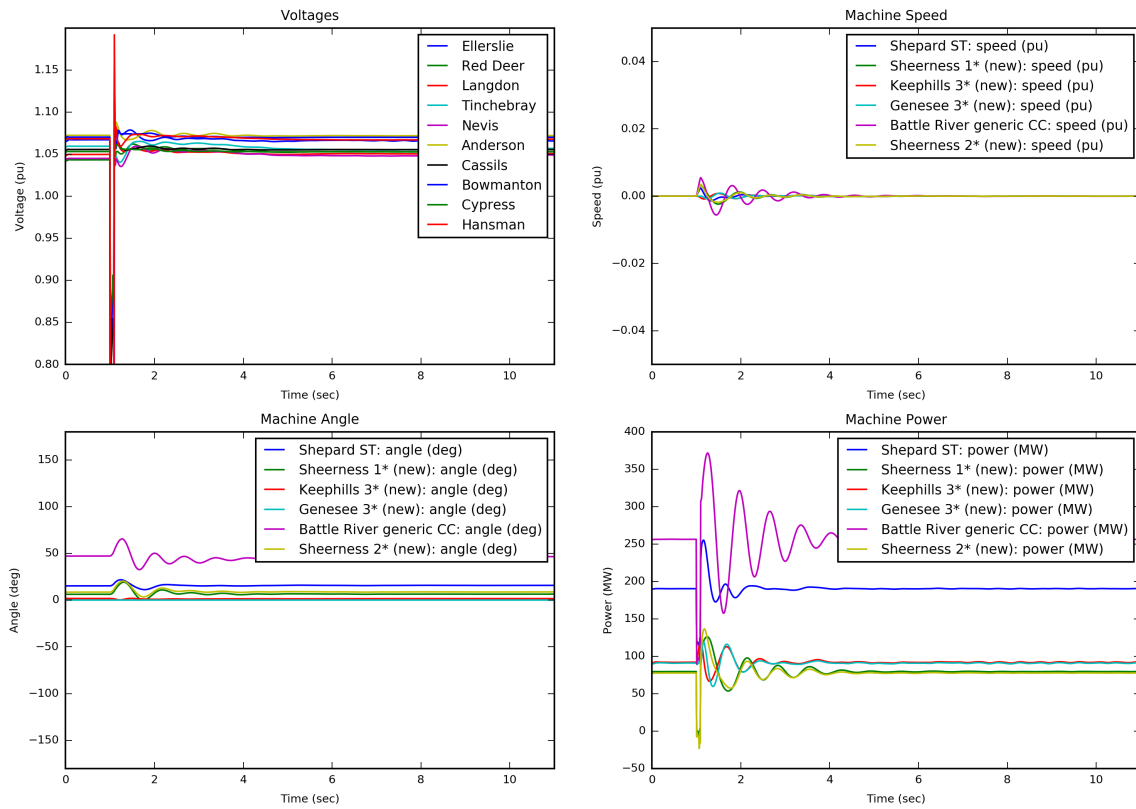 Voltages
Voltage (pu)
1.15
1.10
1.05
1.00
0.95
0.90
0.85
0.80
0
2
4
6
8
10
Time (sec)
Ellerslie
Red Deer
Langdon
Tinchebray
Nevis
Anderson
Cassils
Bowmanton
Cypress
Hansman
Machine Speed
Speed (pu)
0.04
0.02
0.00
−0.02
−0.04
0
2
4
6
8
10
Time (sec)
Shepard ST: speed (pu)
Sheerness 1* (new): speed (pu)
Keephills 3* (new): speed (pu)
Genesee 3* (new): speed (pu)
Battle River generic CC: speed (pu)
Sheerness 2* (new): speed (pu)
Machine Angle
Angle (deg)
150
100
50
0
−50
−100
−150
0
2
4
6
8
10
Time (sec)
Shepard ST: angle (deg)
Sheerness 1* (new): angle (deg)
Keephills 3* (new): angle (deg)
Genesee 3* (new): angle (deg)
Battle River generic CC: angle (deg)
Sheerness 2* (new): angle (deg)
Machine Power
Power (MW)
400
350
300
250
200
150
100
50
0
−50
0
2
4
6
8
10
Time (sec)
Shepard ST: power (MW)
Sheerness 1* (new): power (MW)
Keephills 3* (new): power (MW)
Genesee 3* (new): power (MW)
Battle River generic CC: power (MW)
Sheerness 2* (new): power (MW)